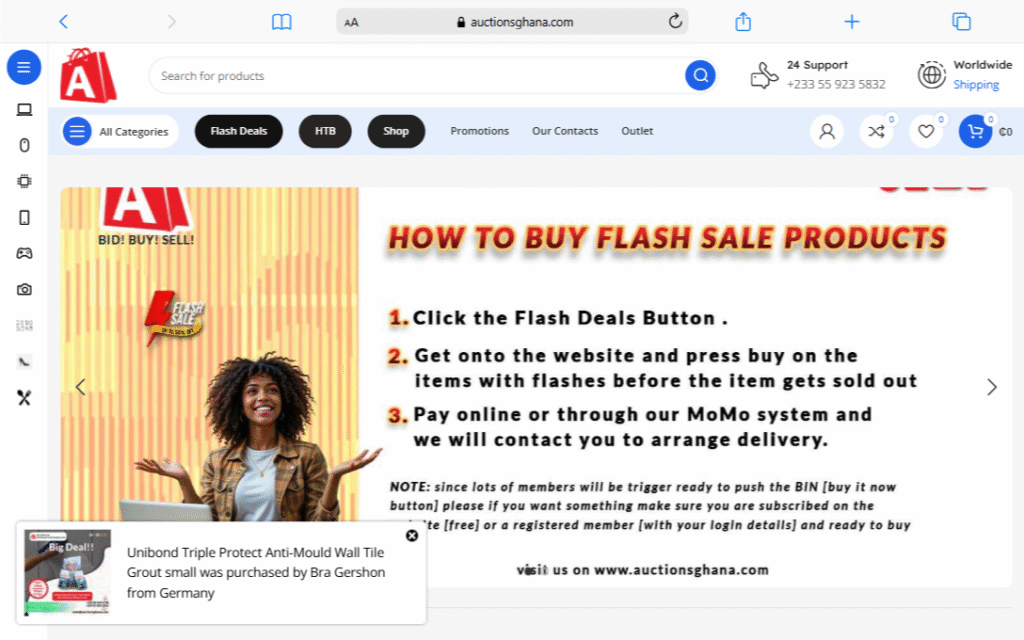 AA
auctionsghana.com
A
Search for products
24 Support
+233 55 923 5832
Worldwide
Shipping
All Categories
Flash Deals
HTB
Shop
Promotions
Our Contacts
Outlet
0
0
0
₵0
A
BID! BUY! SELL!
FLASH
SALE
UP TO 50% OFF
HOW TO BUY FLASH SALE PRODUCTS
1. Click the Flash Deals Button .
2. Get onto the website and press buy on the
items with flashes before the item gets sold out
3. Pay online or through our MoMo system and
we will contact you to arrange delivery.
NOTE: since lots of members will be trigger ready to push the BIN [buy it now
button] please if you want something make sure you are subscribed on the
[free] or a registered member [with your login details] and ready to buy
visit us on www.auctionsghana.com
Big Deal!!
Unibond Triple Protect Anti-Mould Wall Tile
Grout small was purchased by Bra Gershon
from Germany